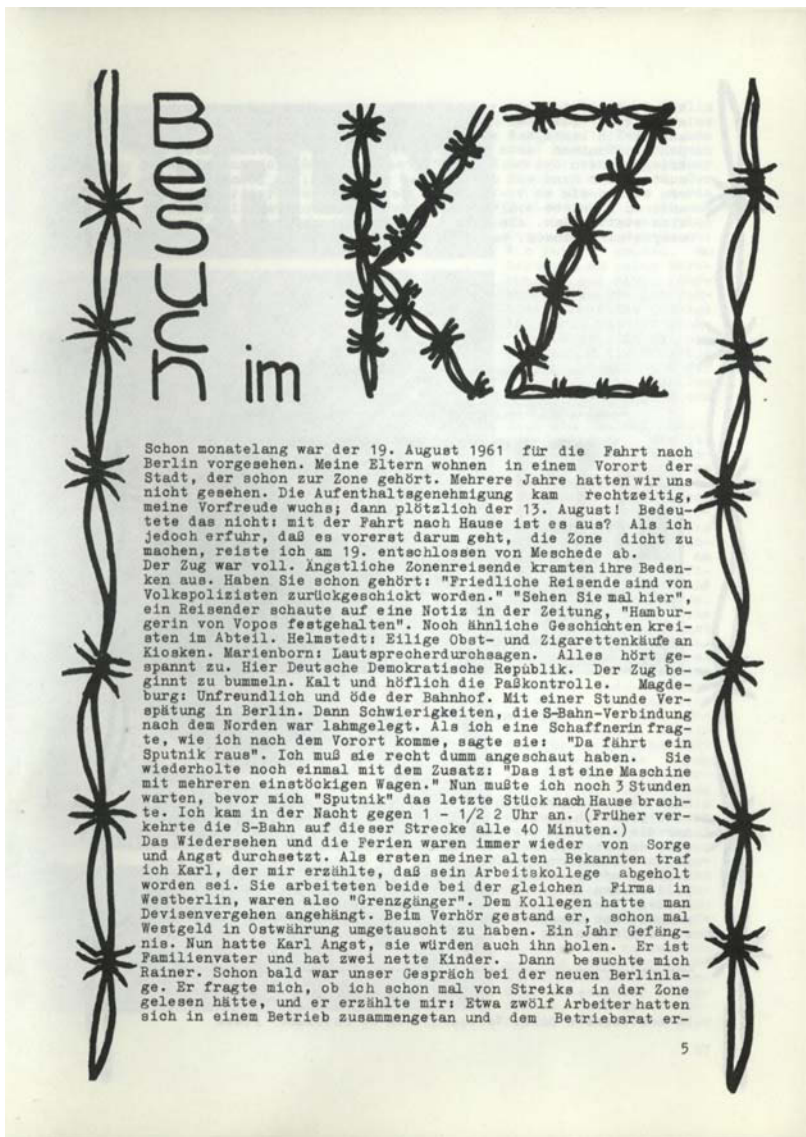 Besuch im KZ
Schon monatelang war der 19. August 1961 für die Fahrt nach
Berlin vorgesehen. Meine Eltern wohnen in einem Vorort der
Stadt, der schon zur Zone gehört. Mehrere Jahre hatten wir uns
nicht gesehen. Die Aufenthaltsgenehmigung kam rechtzeitig,
meine Vorfreude wuchs; dann plötzlich der 13. August! Bedeu-
tete das nicht: mit der Fahrt nach Hause ist es aus? Als ich
jedoch erfuhr, daß es vorerst darum geht, die Zone dicht zu
machen, reiste ich am 19. entschlossen von Meschede ab.
Der Zug war voll. Ängstliche Zonenreisende kramten ihre Beden-
ken aus. Haben Sie schon gehört: "Friedliche Reisende sind von
Volkspolizisten zurückgeschickt worden." "Sehen Sie mal hier",
ein Reisender schaute auf eine Notiz in der Zeitung, "Hambur-
gerin von Vopos festgehalten". Noch ähnliche Geschichten krei-
sten im Abteil. Helmstedt: Eilige Obst- und Zigarettenkäufe an
Kiosken. Marienborn: Lautsprecherdurchsagen. Alles hört ge-
spannt zu. Hier Deutsche Demokratische Republik. Der Zug be-
ginnt zu bummeln. Kalt und höflich die Paßkontrolle. Magde-
burg: Unfreundlich und öde der Bahnhof. Mit einer Stunde Ver-
spätung in Berlin. Dann Schwierigkeiten, die S-Bahn-Verbindung
nach dem Norden war lahmgelegt. Als ich eine Schaffnerin frag-
te, wie ich nach dem Vorort komme, sagte sie: "Da fährt ein
Sputnik raus". Ich muß sie recht dumm angeschaut haben. Sie
wiederholte noch einmal mit dem Zusatz: "Das ist eine Maschine
mit mehreren einstöckigen Wagen." Nun mußte ich noch 3 Stunden
warten, bevor mich "Sputnik" das letzte Stück nach Hause brach-
te. Ich kam in der Nacht gegen 1 - 1/2 2 Uhr an. (Früher ver-
kehrte die S-Bahn auf dieser Strecke alle 40 Minuten.)
Das Wiedersehen und die Ferien waren immer wieder von Sorge
und Angst durchsetzt. Als ersten meiner alten Bekannten traf
ich Karl, der mir erzählte, daß sein Arbeitskollege abgeholt
worden sei. Sie arbeiteten beide bei der gleichen Firma in
Westberlin, waren also "Grenzgänger". Dem Kollegen hatte man
Devisenvergehen angehängt. Beim Verhör gestand er, schon mal
Westgeld in Ostwährung umgetauscht zu haben. Ein Jahr Gefäng-
nis. Nun hatte Karl Angst, sie würden auch ihn holen. Er ist
Familienvater und hat zwei nette Kinder. Dann besuchte mich
Rainer. Schon bald war unser Gespräch bei der neuen Berlinla-
ge. Er fragte mich, ob ich schon mal von Streiks in der Zone
gelesen hätte, und er erzählte mir: Etwa zwölf Arbeiter hatten
sich in einem Betrieb zusammengetan und dem Betriebsrat er-
5